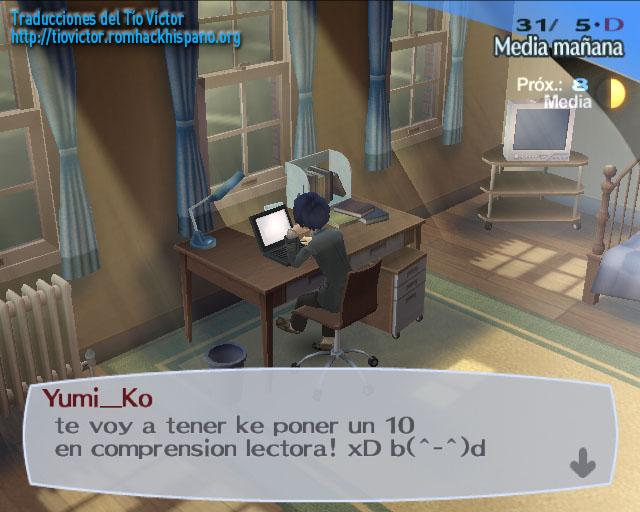 Traducciones del Tio Victor
http://tiovictor.romhackhispano.org
31/ 5·D
Media mañana
Próx.: 8
Media
Yumi_Ko
te voy a tener ke poner un 10
en comprension lectora! xD b(^-^)d